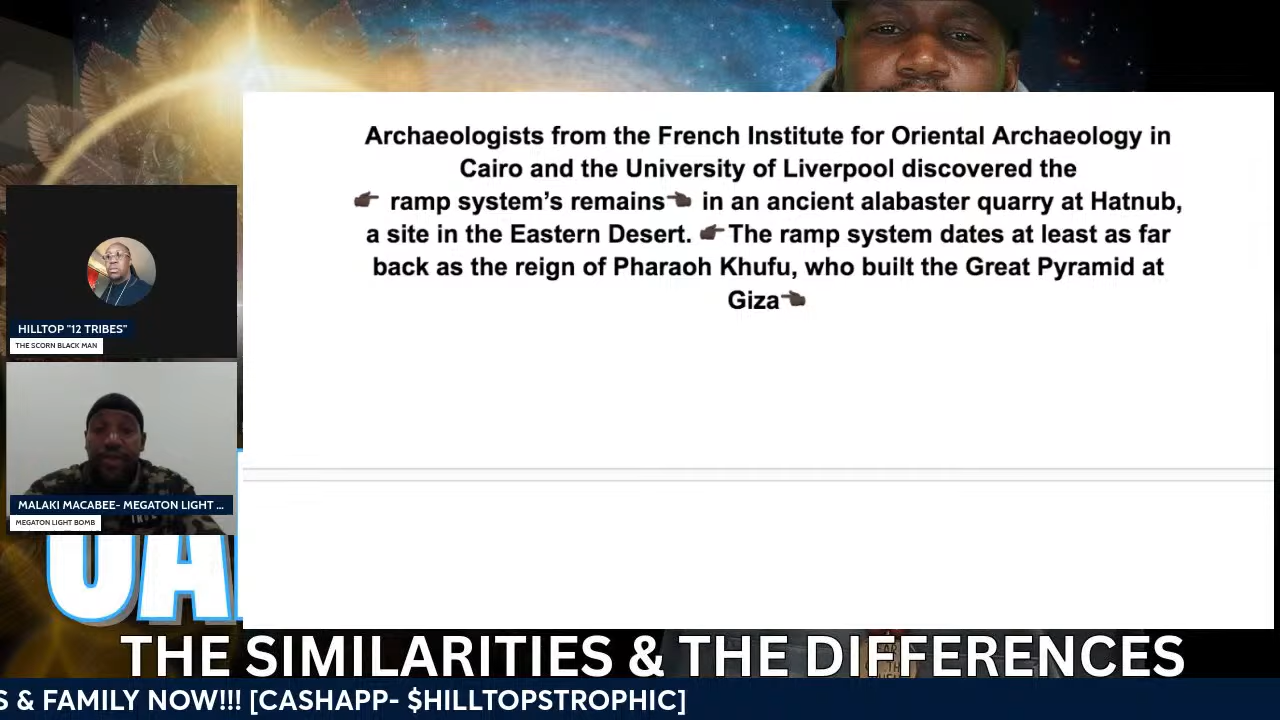 Archaeologists from the French Institute for Oriental Archaeology in
Cairo and the University of Liverpool discovered the
👉🏿 ramp system's remains👈🏿 in an ancient alabaster quarry at Hatnub,
a site in the Eastern Desert. 👉🏿The ramp system dates at least as far
back as the reign of Pharaoh Khufu, who built the Great Pyramid at
Giza👈🏿
HILLTOP "12 TRIBES"
THE SCORN BLACK MAN
MALAKI MACABEE- MEGATON LIGHT ...
MEGATON LIGHT BOMB
THE SIMILARITIES & THE DIFFERENCES
S & FAMILY NOW!!! [CASHAPP- $HILLTOPSTROPHIC]